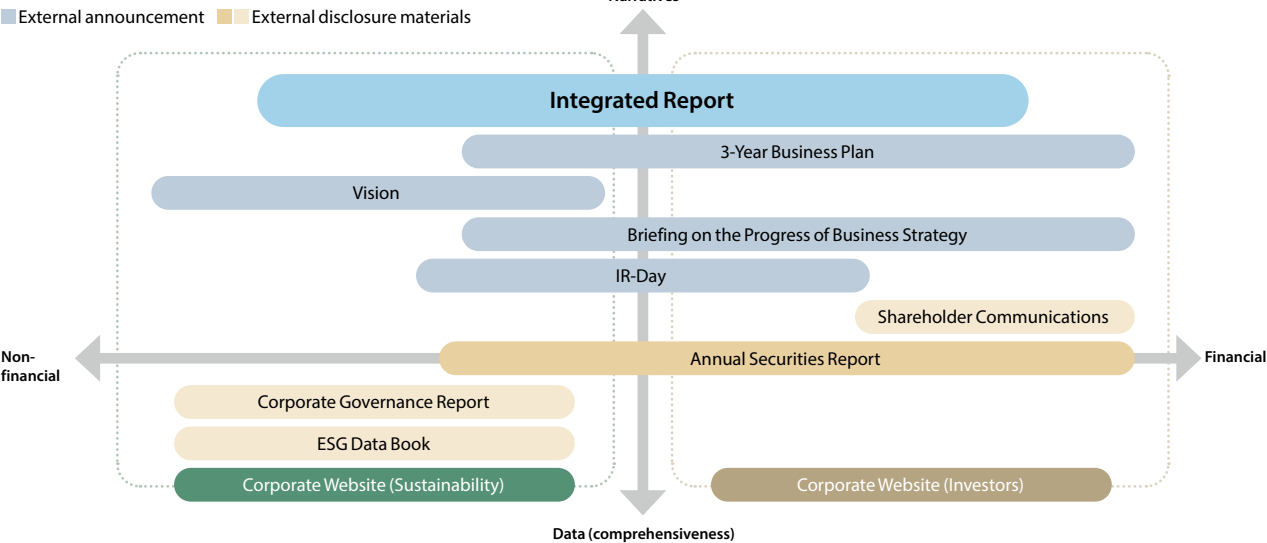 External announcement External disclosure materials
Integrated Report
3-Year Business Plan
Vision
Briefing on the Progress of Business Strategy
IR-Day
Shareholder Communications
Non-
financial
Annual Securities Report
Financial
Corporate Governance Report
ESG Data Book
Corporate Website (Sustainability)
Corporate Website (Investors)
Data (comprehensiveness)